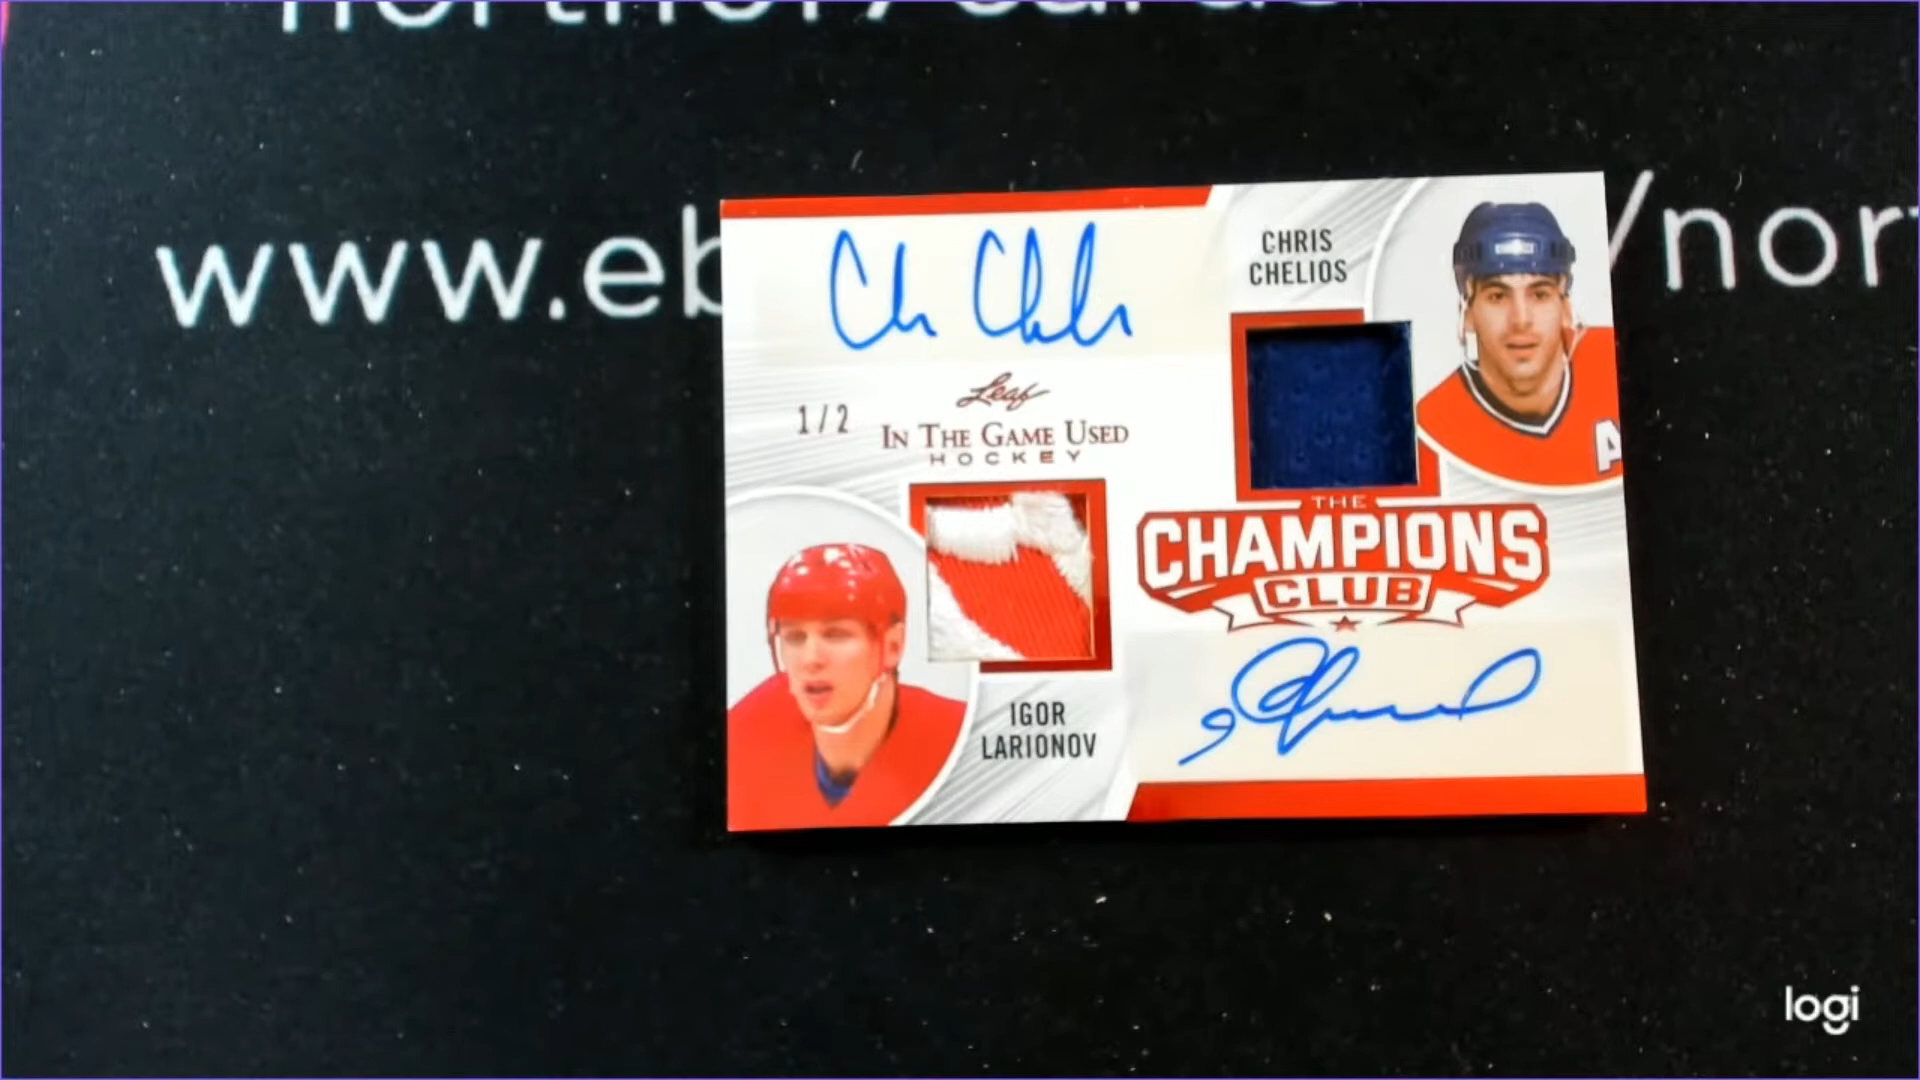 www.eb
/nor
CHRIS
CHELIOS
Leaf
1/2
IN THE GAME USED
HOCKEY
A
THE
CHAMPIONS
CLUB
IGOR
LARIONOV
logi